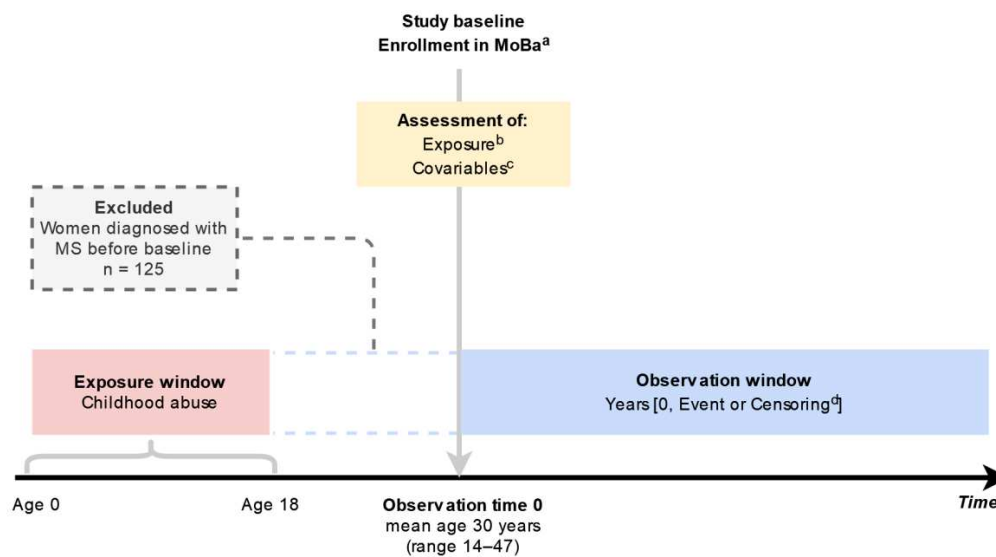 Study baseline
Enrollment in MoBaᵃ
Assessment of:
Exposureᵇ
Covariablesᶜ
Excluded
Women diagnosed with
MS before baseline
n = 125
Exposure window
Childhood abuse
Observation window
Years [0, Event or Censoringᵈ]
Age 0
Age 18
Observation time 0
mean age 30 years
(range 14–47)
Time